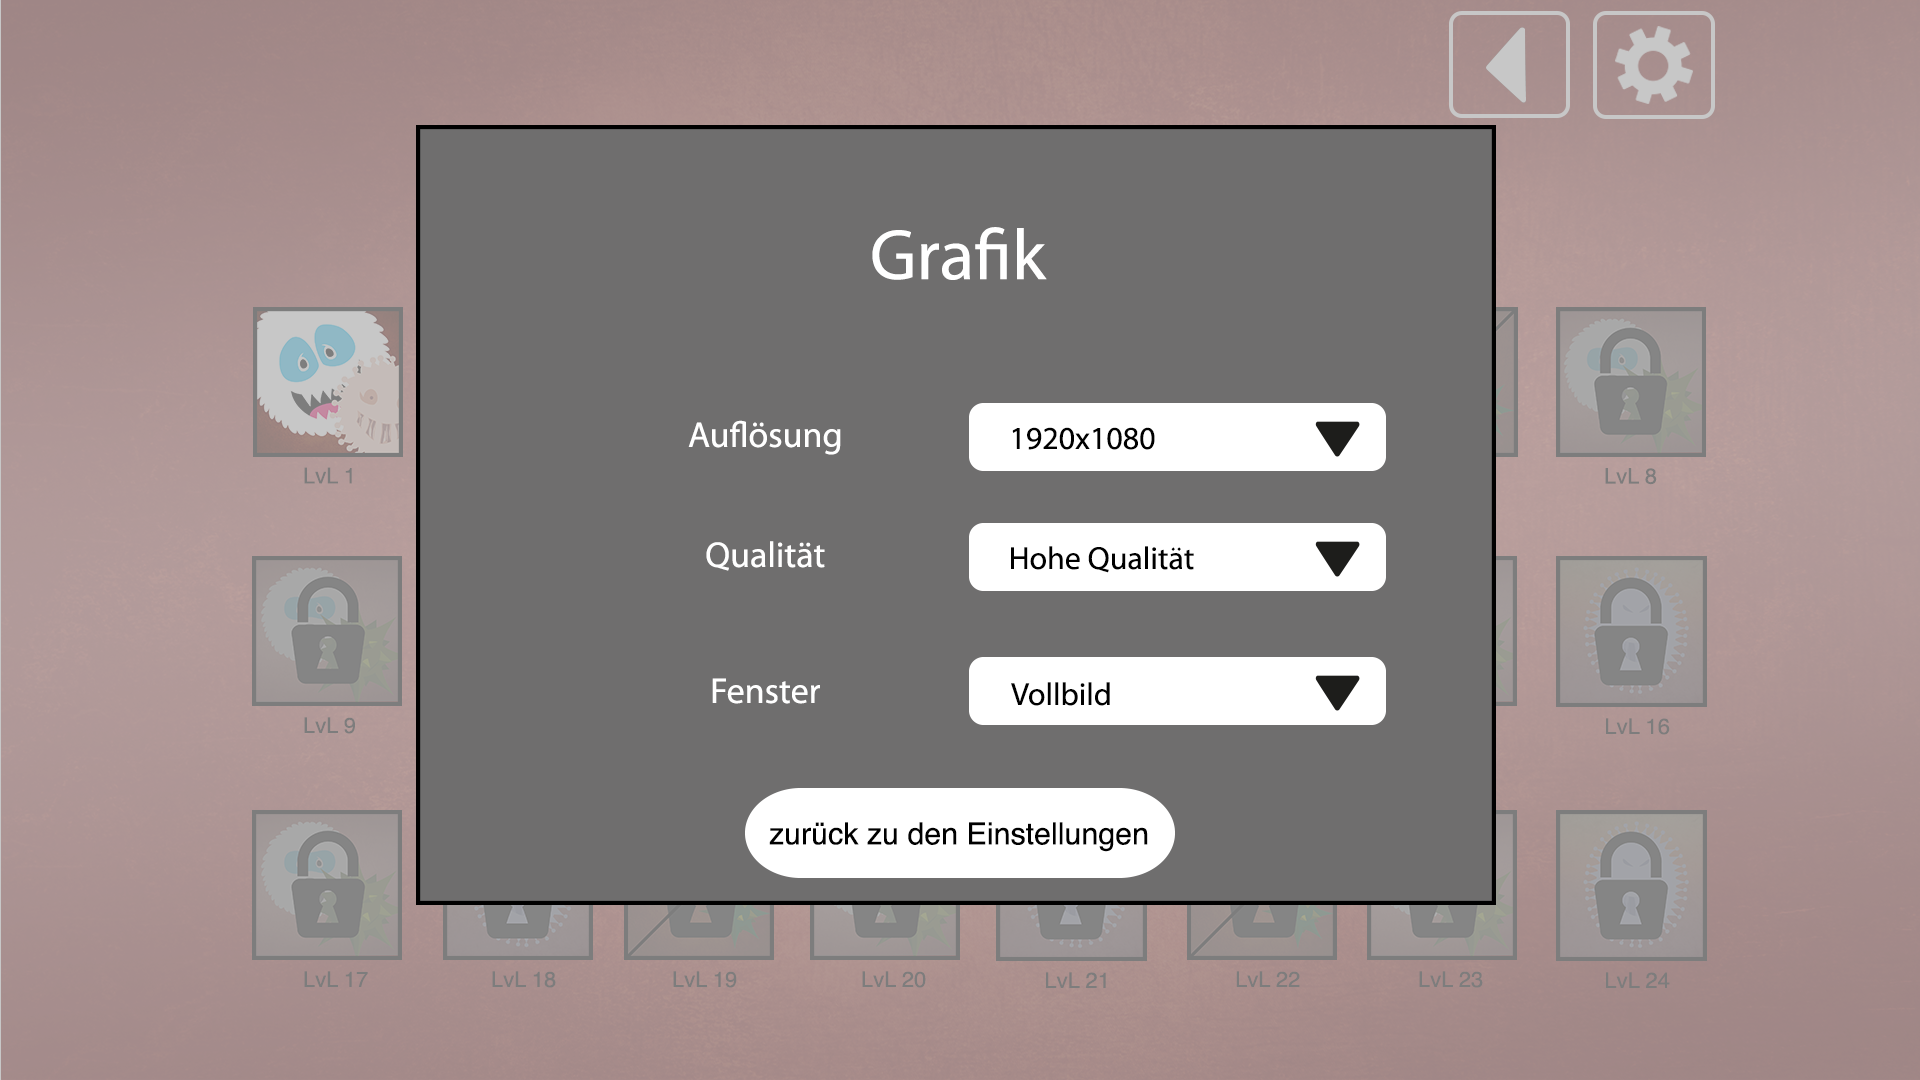 Grafik
Auflösung
1920x1080
LvL 1
LvL 8
Qualität
Hohe Qualität
Fenster
Vollbild
LvL 9
LvL 16
zurück zu den Einstellungen
LvL 17
LvL 18
LvL 19
LvL 20
LvL 21
LvL 22
LvL 23
LvL 24